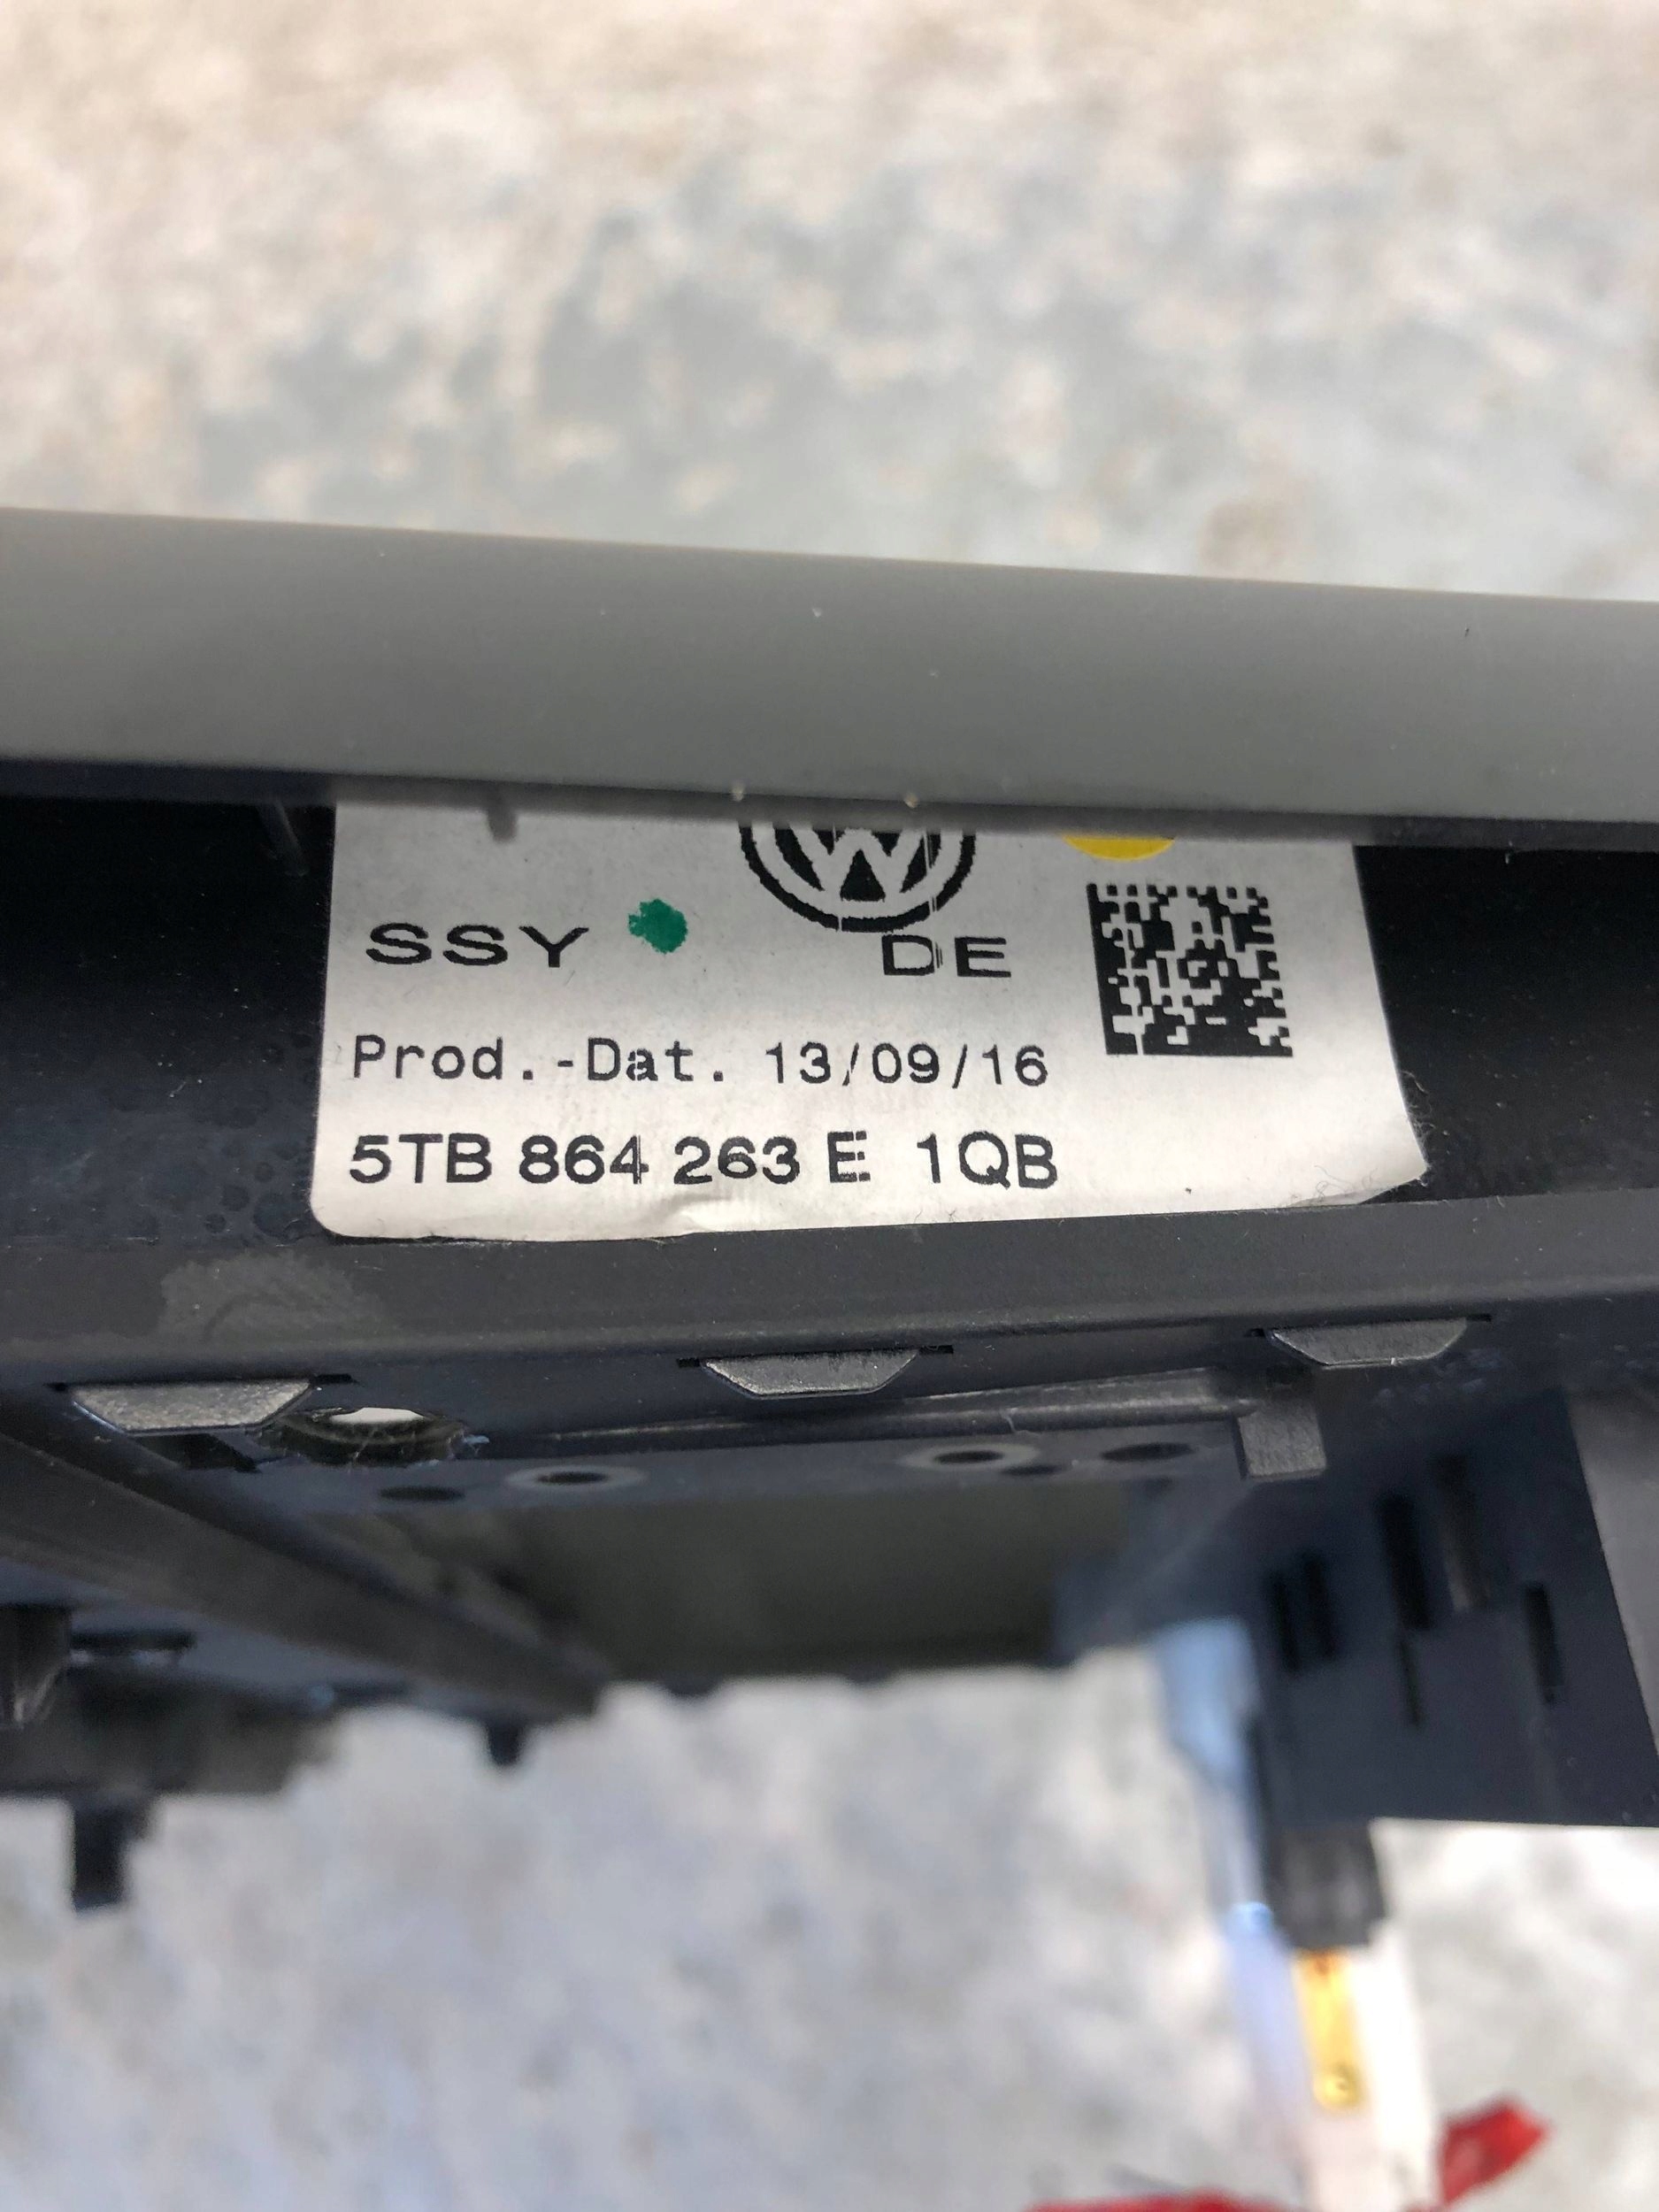 SSY DE
Prod.-Dat. 13/09/16
5TB 864 263 E 1QB